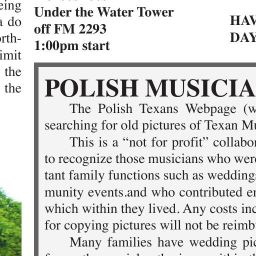 Under the Water Tower
off FM 2293
1:00pm start
HAV
DAY
eing
a do
rth-
imit
the
the
POLISH MUSICIA
The Polish Texans Webpage (w
searching for old pictures of Texan Mu
This is a “not for profit” collabor
to recognize those musicians who were
tant family functions such as wedding
munity events.and who contributed en
which within they lived. Any costs inc
for copying pictures will not be reimb
Many families have wedding pic